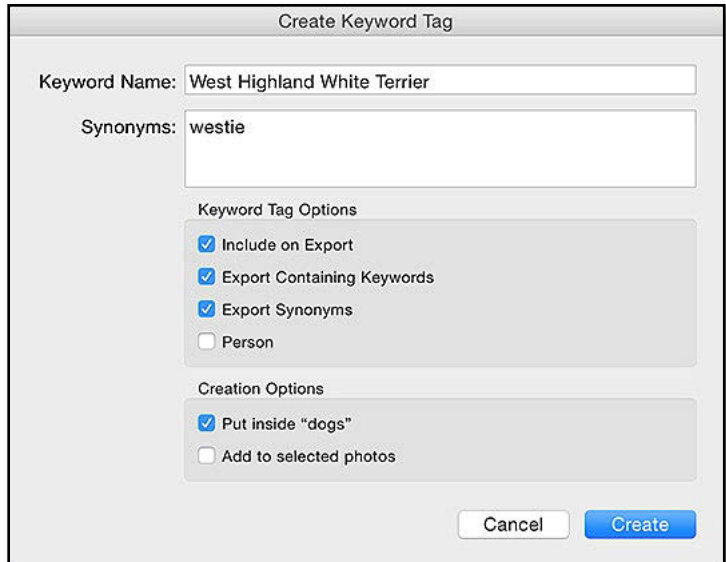 Create Keyword Tag
Keyword Name: West Highland White Terrier
Synonyms: westie
Keyword Tag Options
Include on Export
Export Containing Keywords
Export Synonyms
Person
Creation Options
Put inside “dogs”
Add to selected photos
Cancel Create